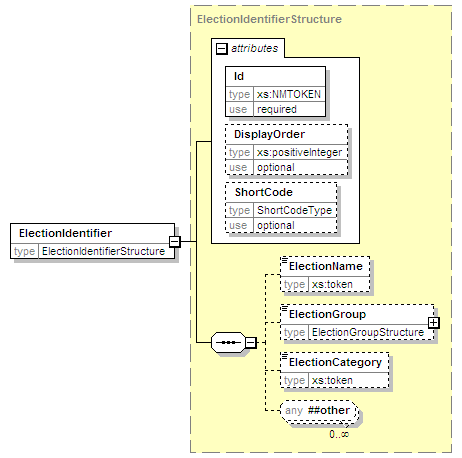 ElectionIdentifierStructure
attributes
Id
type xs:NMTOKEN
use required
DisplayOrder
type xs:positiveInteger
use optional
ShortCode
type ShortCodeType
use optional
ElectionIdentifier
type ElectionIdentifierStructure
ElectionName
type xs:token
ElectionGroup
type ElectionGroupStructure
ElectionCategory
type xs:token
any ##other
0..∞